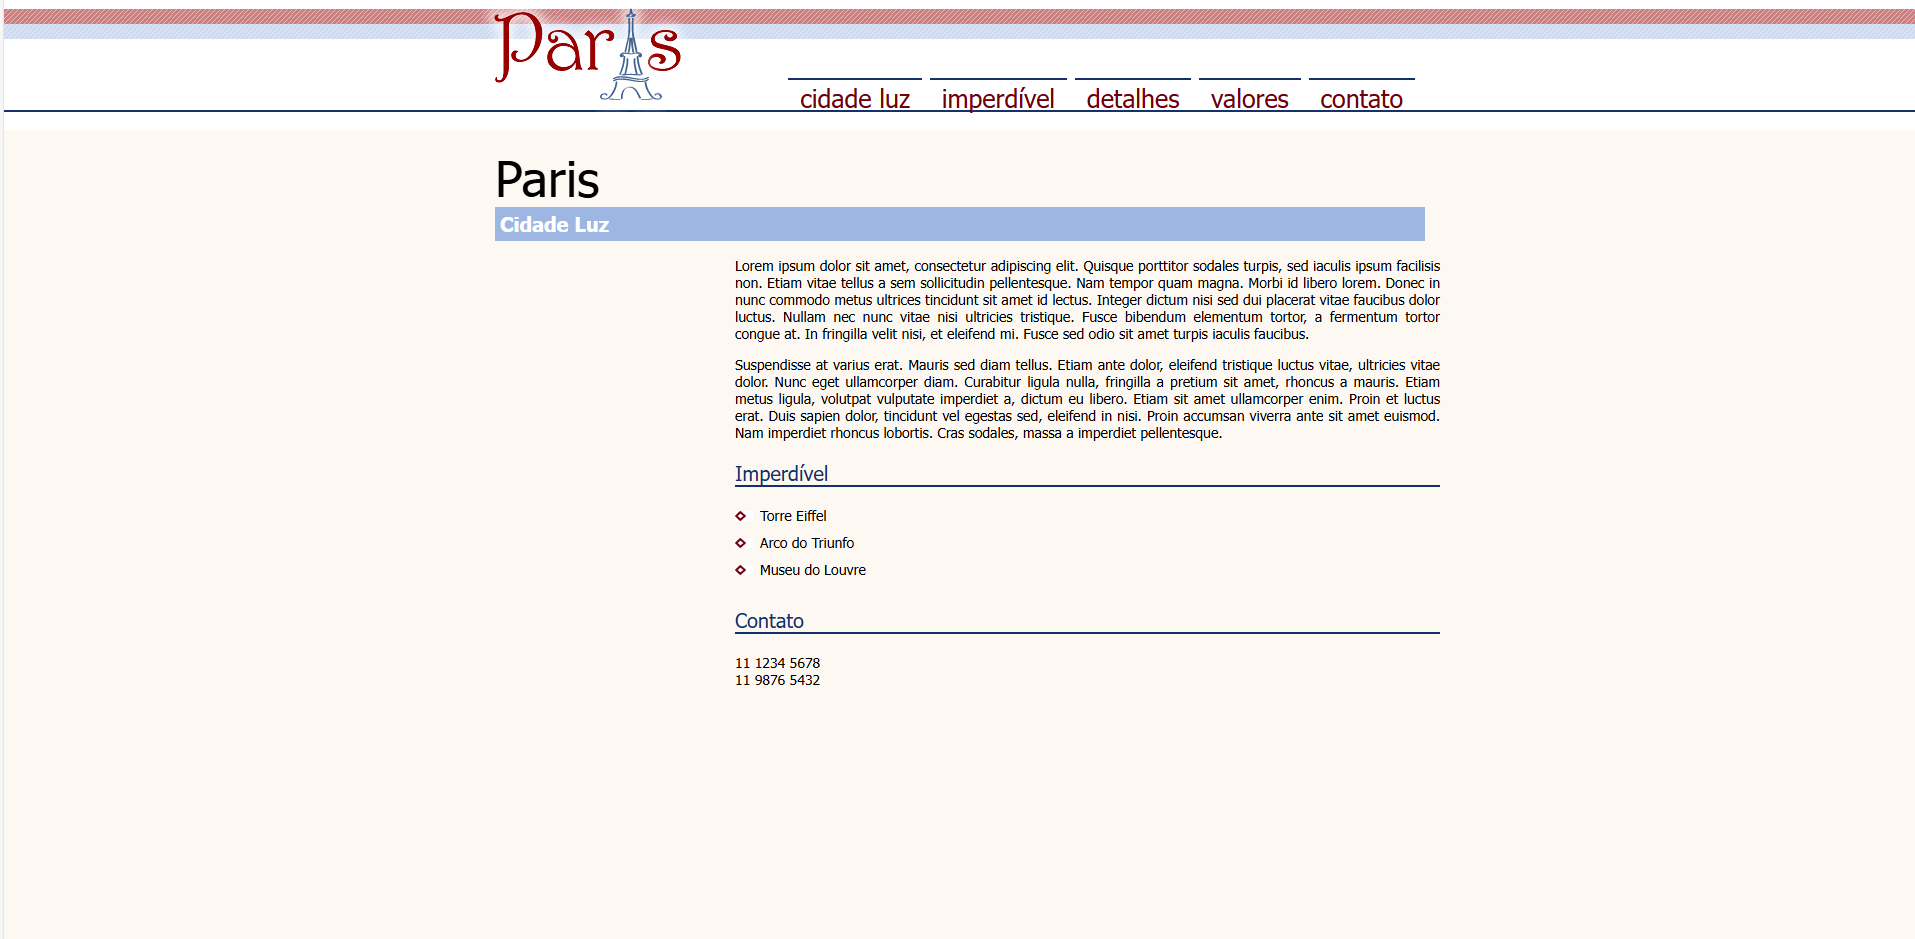 Paris
cidade luz imperdível detalhes valores contato
Paris
Cidade Luz
Lorem ipsum dolor sit amet, consectetur adipiscing elit. Quisque porttitor sodales turpis, sed iaculis ipsum facilisis
non. Etiam vitae tellus a sem sollicitudin pellentesque. Nam tempor quam magna. Morbi id libero lorem. Donec in
nunc commodo metus ultrices tincidunt sit amet id lectus. Integer dictum nisi sed dui placerat vitae faucibus dolor
luctus. Nullam nec nunc vitae nisi ultricies tristique. Fusce bibendum elementum tortor, a fermentum tortor
congue at. In fringilla velit nisi, et eleifend mi. Fusce sed odio sit amet turpis iaculis faucibus.
Suspendisse at varius erat. Mauris sed diam tellus. Etiam ante dolor, eleifend tristique luctus vitae, ultricies vitae
dolor. Nunc eget ullamcorper diam. Curabitur ligula nulla, fringilla a pretium sit amet, rhoncus a mauris. Etiam
metus ligula, volutpat vulputate imperdiet a, dictum eu libero. Etiam sit amet ullamcorper enim. Proin et luctus
erat. Duis sapien dolor, tincidunt vel egestas sed, eleifend in nisi. Proin accumsan viverra ante sit amet euismod.
Nam imperdiet rhoncus lobortis. Cras sodales, massa a imperdiet pellentesque.
Imperdível
Torre Eiffel
Arco do Triunfo
Museu do Louvre
Contato
11 1234 5678
11 9876 5432